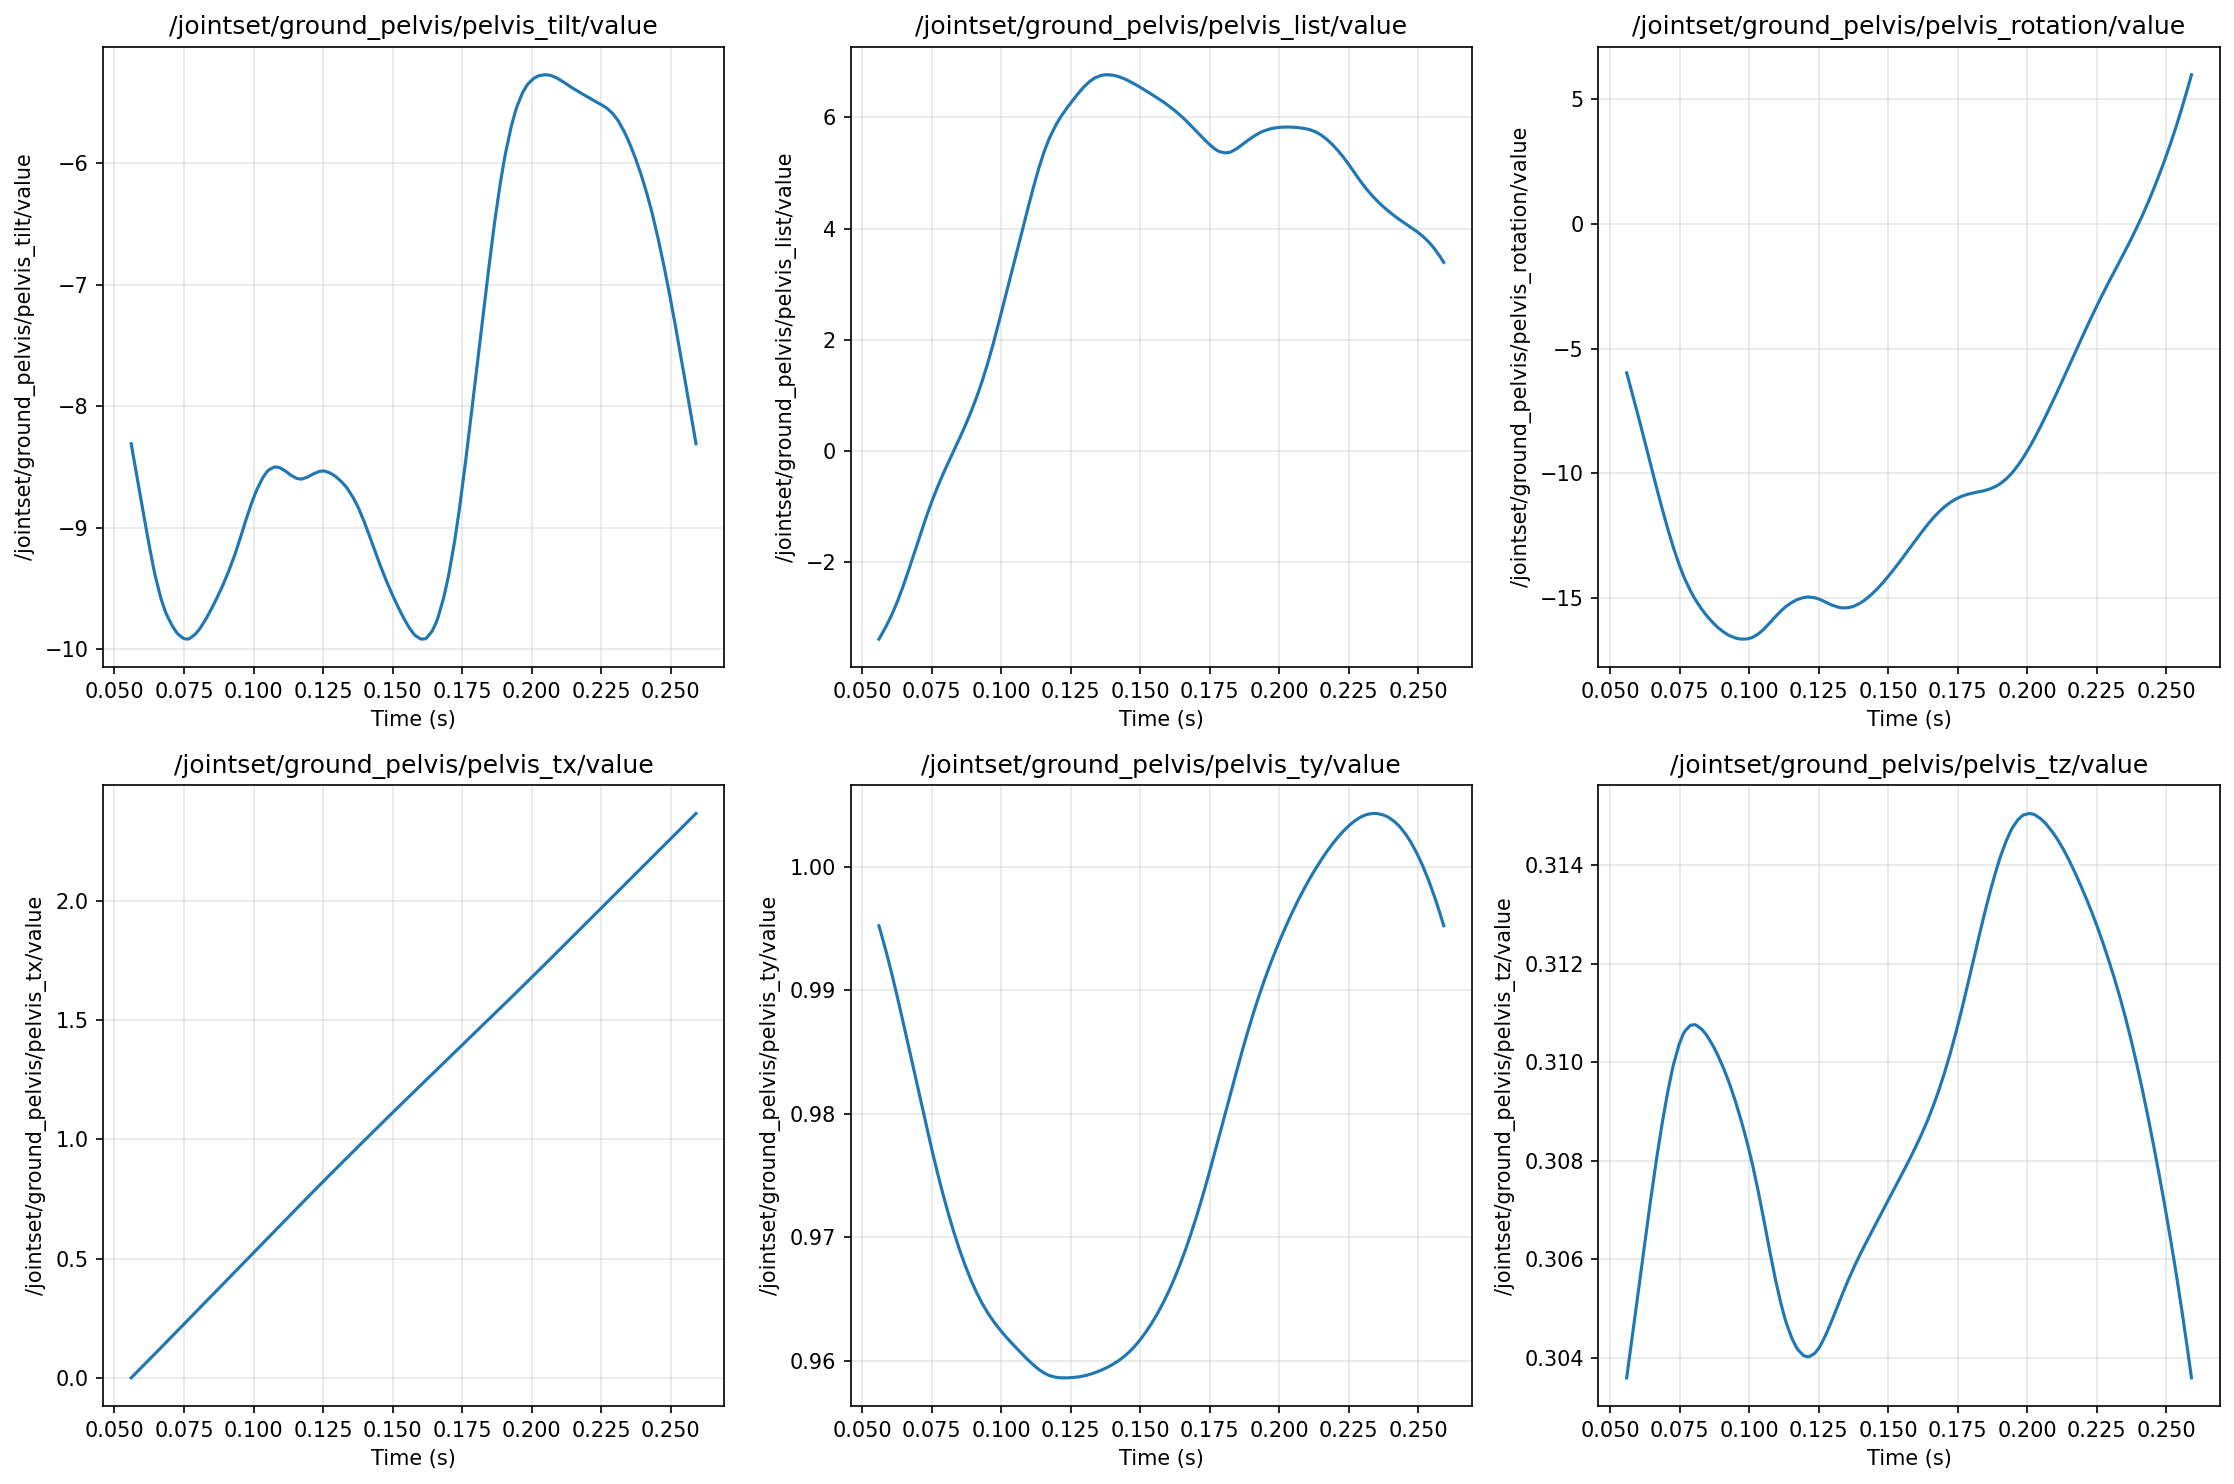 /jointset/ground_pelvis/pelvis_tilt/value
/jointset/ground_pelvis/pelvis_tilt/value
−6
−7
−8
−9
−10
0.050 0.075 0.100 0.125 0.150 0.175 0.200 0.225 0.250
Time (s)
/jointset/ground_pelvis/pelvis_list/value
/jointset/ground_pelvis/pelvis_list/value
6
4
2
0
−2
0.050 0.075 0.100 0.125 0.150 0.175 0.200 0.225 0.250
Time (s)
/jointset/ground_pelvis/pelvis_rotation/value
/jointset/ground_pelvis/pelvis_rotation/value
5
0
−5
−10
−15
0.050 0.075 0.100 0.125 0.150 0.175 0.200 0.225 0.250
Time (s)
/jointset/ground_pelvis/pelvis_tx/value
/jointset/ground_pelvis/pelvis_tx/value
2.0
1.5
1.0
0.5
0.0
0.050 0.075 0.100 0.125 0.150 0.175 0.200 0.225 0.250
Time (s)
/jointset/ground_pelvis/pelvis_ty/value
/jointset/ground_pelvis/pelvis_ty/value
1.00
0.99
0.98
0.97
0.96
0.050 0.075 0.100 0.125 0.150 0.175 0.200 0.225 0.250
Time (s)
/jointset/ground_pelvis/pelvis_tz/value
/jointset/ground_pelvis/pelvis_tz/value
0.314
0.312
0.310
0.308
0.306
0.304
0.050 0.075 0.100 0.125 0.150 0.175 0.200 0.225 0.250
Time (s)